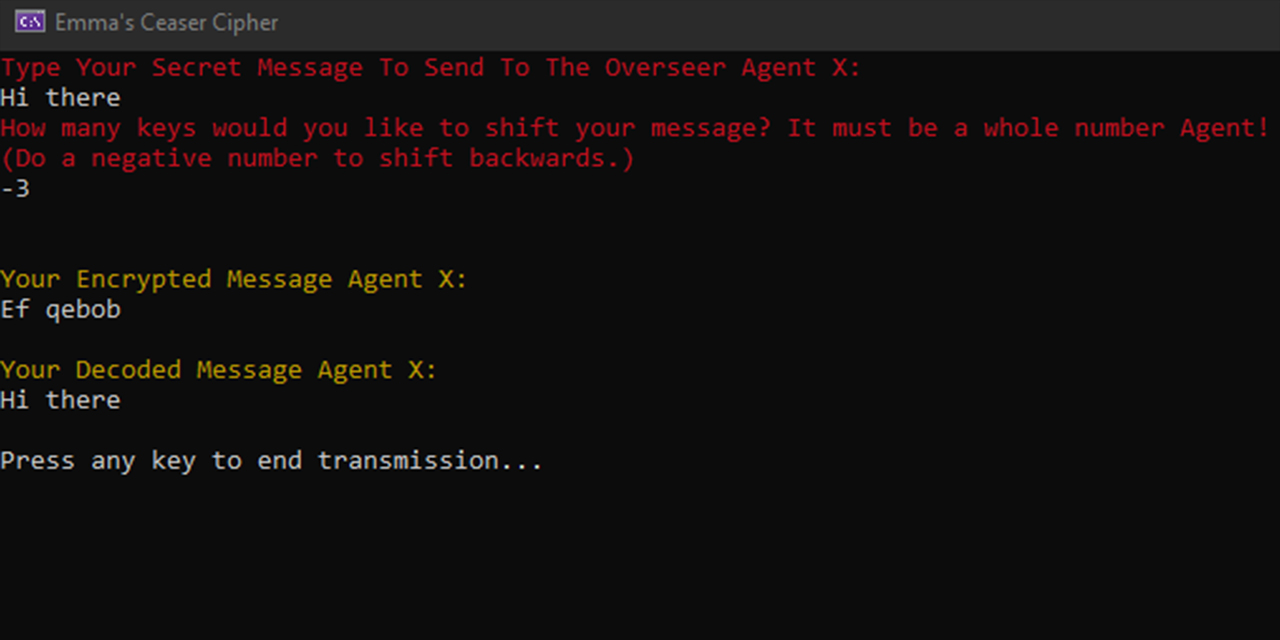 Emma's Ceaser Cipher
Type Your Secret Message To Send To The Overseer Agent X:
Hi there
How many keys would you like to shift your message? It must be a whole number Agent!
(Do a negative number to shift backwards.)
-3
Your Encrypted Message Agent X:
Ef qebob
Your Decoded Message Agent X:
Hi there
Press any key to end transmission...